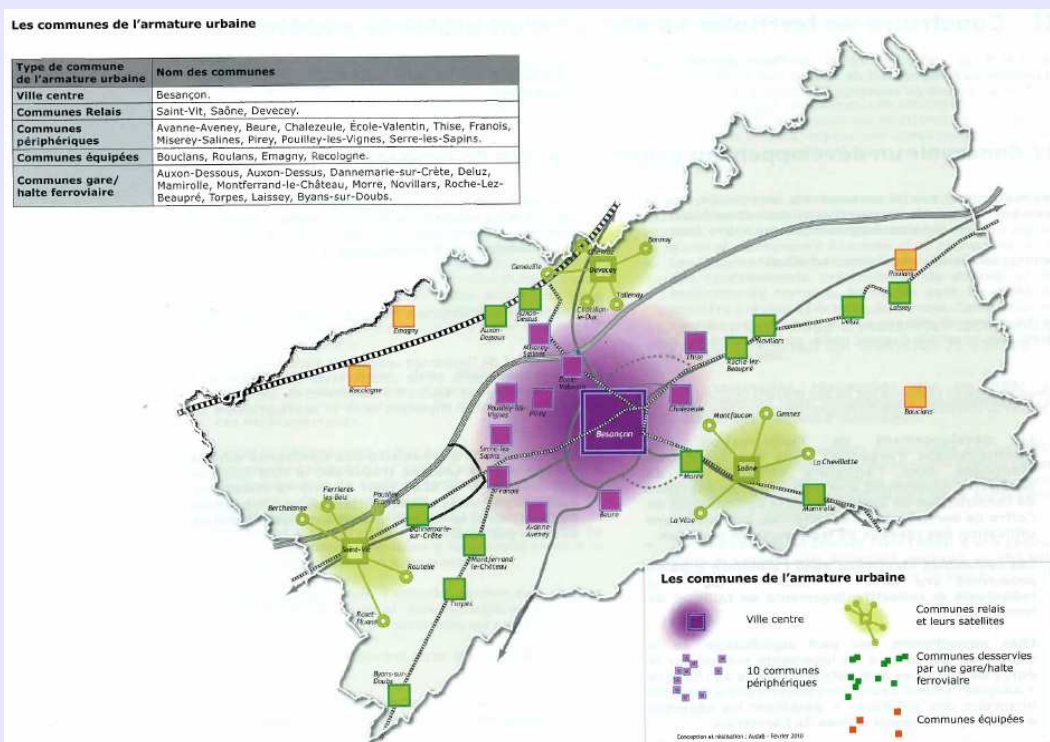 Les communes de l'armature urbaine
Type de commune
de l'armature urbaine
Nom des communes
Ville centre
Besançon.
Communes Relais
Saint-Vit, Saône, Devecey.
Communes
périphériques
Avanne-Aveney, Beure, Chalezeule, École-Valentin, Thise, Franois,
Miserey-Salines, Pirey, Pouilley-les-Vignes, Serre-les-Sapins.
Communes équipées
Bouclans, Roulans, Emagny, Recologne.
Communes gare/
halte ferroviaire
Auxon-Dessous, Auxon-Dessus, Dannemarie-sur-Crète, Deluz,
Mamirolle, Montferrand-le-Château, Morre, Novillars, Roche-Lez-
Beaupré, Torpes, Laissey, Byans-sur-Doubs.
Bonnay
Geneuille
Devecey
Tallenay
Châtillon-
le-Duc
Roulans
Laissey
Deluz
Novillars
Roche-lez-
Beaupré
Emagny
Auxon-
Dessus
Auxon-
Dessous
Miserey-
Salines
Thise
École-
Valentin
Recologne
Pouilley-les-
Vignes
Pirey
Chalezeule
Bouclans
Besançon
Montfaucon
Gennes
Serre-les-
Sapins
La Chevillotte
Saône
Morre
Franois
Mamirolle
La Vèze
Beure
Avanne-
Aveney
Ferrières-
les-Bois
Pouilley-
Français
Berthelange
Dannemarie-
sur-Crète
Saint-Vit
Montferrand-
le-Château
Routelle
Torpes
Roset-
Fluans
Byans-sur-
Doubs
Les communes de l'armature urbaine
Ville centre
Communes relais
et leurs satellites
10 communes
périphériques
Communes desservies
par une gare/halte
ferroviaire
Communes équipées
Conception et réalisation : AudaB - Février 2010